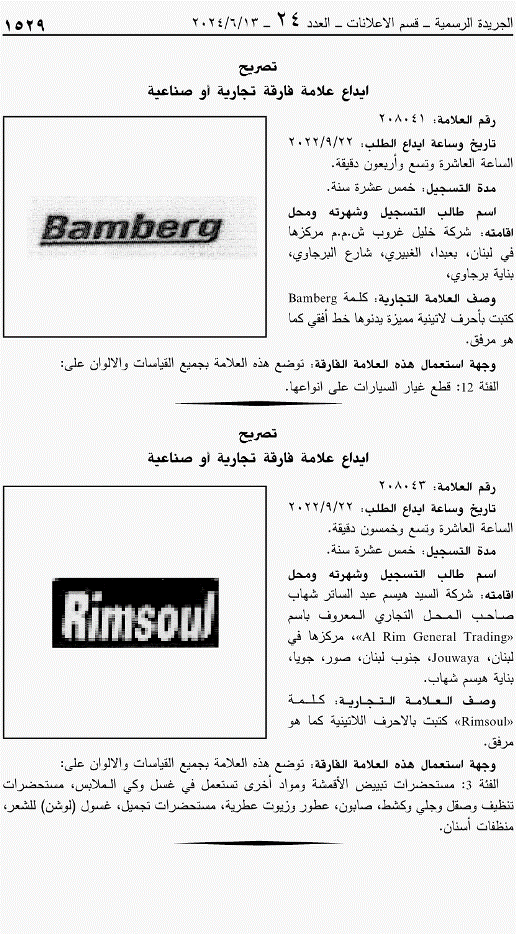 الجريدة الرسمية – قسم الاعلانات – العدد ٢٤ – ٢٠٢٤/٦/١٣
١٥٢٩
تصريح
ايداع علامة فارقة تجارية أو صناعية
رقم العلامة: ٢٠٨٠٤١
تاريخ وساعة ايداع الطلب: ٢٠٢٢/٩/٢٢
الساعة العاشرة وتسع وأربعون دقيقة.
مدة التسجيل: خمس عشرة سنة.
اسم طالب التسجيل وشهرته ومحل
اقامته: شركة خليل غروب ش.م.م مركزها
في لبنان، بعبدا، الغبيري، شارع البرجاوي،
بناية برجاوي،
وصف العلامة التجارية: كلمة Bamberg
كتبت بأحرف لاتينية مميزة يدنوها خط أفقي كما
هو مرفق.
Bamberg
وجهة استعمال هذه العلامة الفارقة: توضع هذه العلامة بجميع القياسات والالوان على:
الفئة 12: قطع غيار السيارات على انواعها.
تصريح
ايداع علامة فارقة تجارية أو صناعية
رقم العلامة: ٢٠٨٠٤٣
تاريخ وساعة ايداع الطلب: ٢٠٢٢/٩/٢٢
الساعة العاشرة وتسع وخمسون دقيقة.
مدة التسجيل: خمس عشرة سنة.
اسم طالب التسجيل وشهرته ومحل
اقامته: شركة السيد هيسم عبد الساتر شهاب
صاحب المحل التجاري المعروف باسم
«Al Rim General Trading»، مركزها في
لبنان، Jouwaya، جنوب لبنان، صور، جويا،
بناية هيسم شهاب.
وصف العلامة التجارية: كلمة
«Rimsoul» كتبت بالاحرف اللاتينية كما هو
مرفق.
Rimsoul
وجهة استعمال هذه العلامة الفارقة: توضع هذه العلامة بجميع القياسات والالوان على:
الفئة 3: مستحضرات تبييض الأقمشة ومواد أخرى تستعمل في غسل وكي الملابس، مستحضرات
تنظيف وصقل وجلي وكشط، صابون، عطور وزيوت عطرية، مستحضرات تجميل، غسول (لوشن) للشعر،
منظفات أسنان.